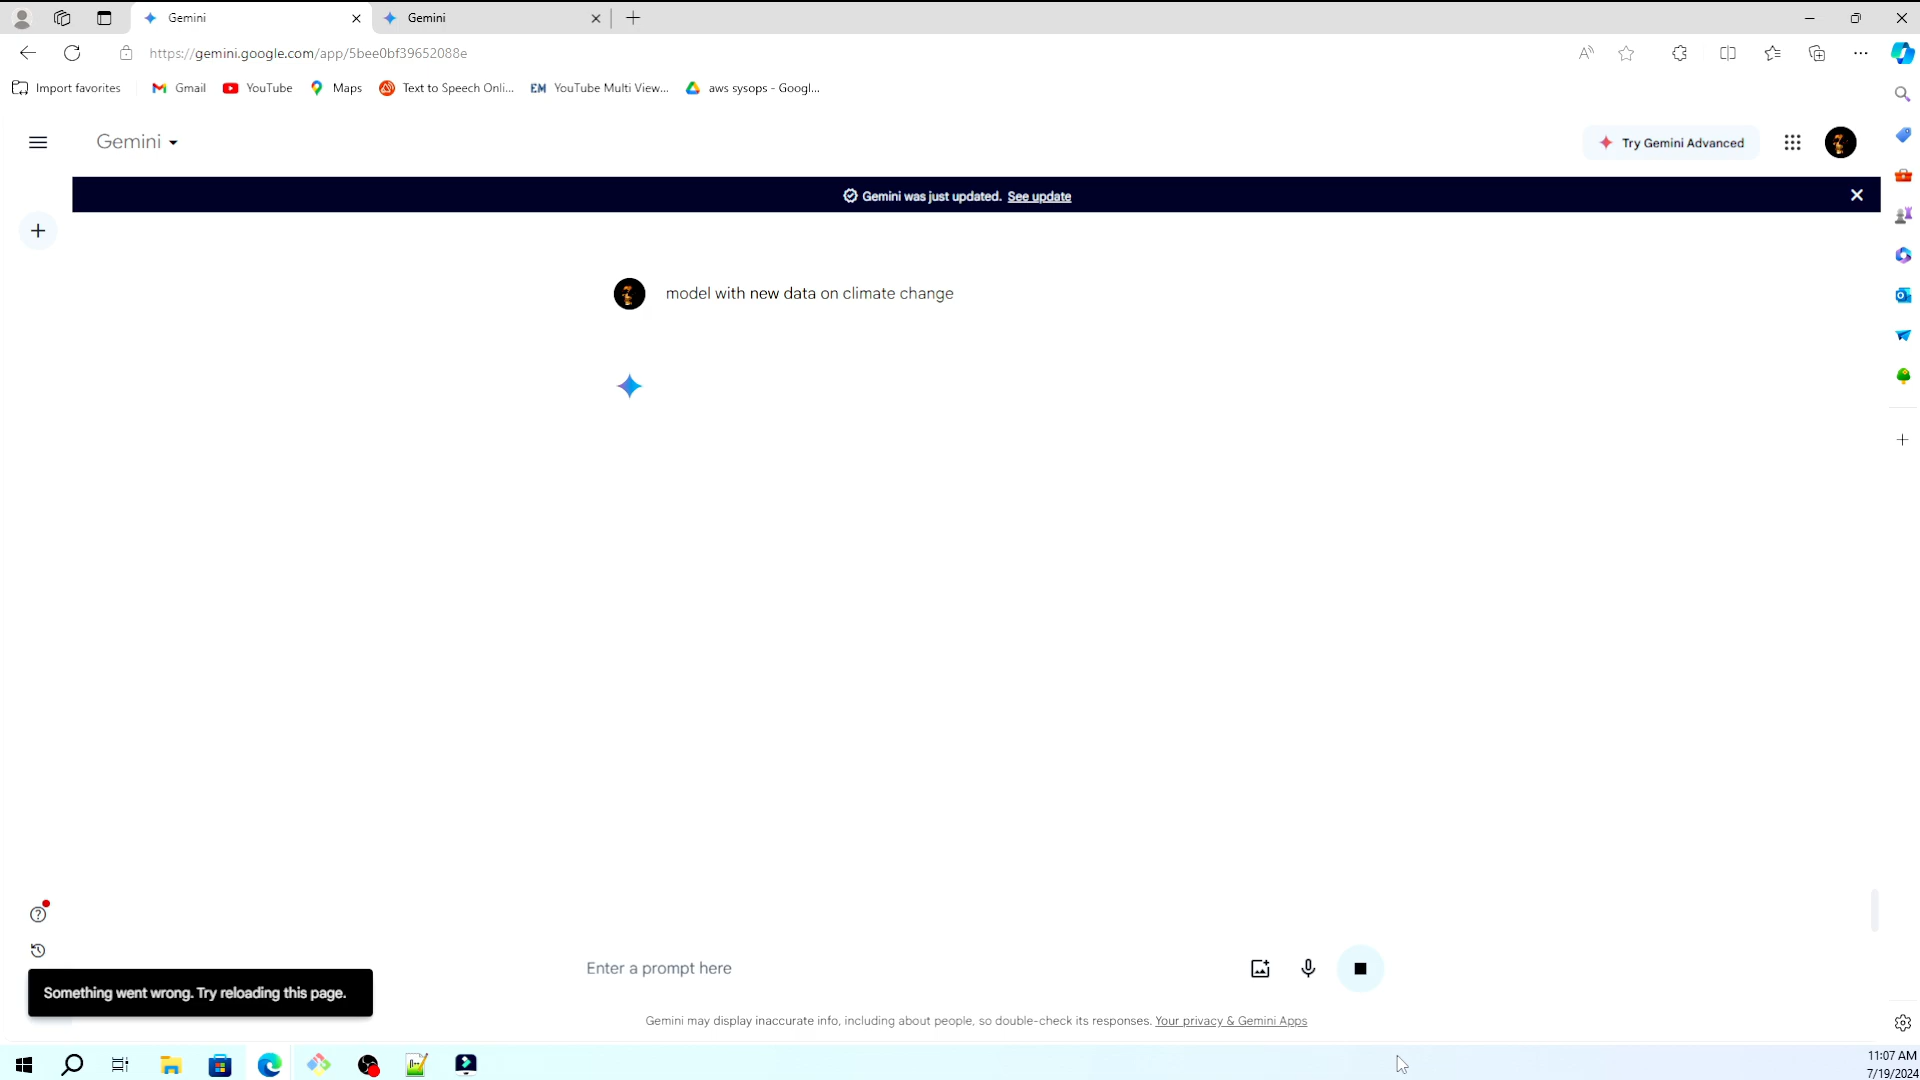 Gemini
Gemini
https://gemini.google.com/app/5bee0bf39652088e
Import favorites
Gmail
YouTube
Maps
Text to Speech Onli...
EM YouTube Multi View...
aws sysops - Googl...
Gemini
Try Gemini Advanced
Gemini was just updated. See update
model with new data on climate change
Enter a prompt here
Something went wrong. Try reloading this page.
Gemini may display inaccurate info, including about people, so double-check its responses. Your privacy & Gemini Apps
11:07 AM
7/19/2024